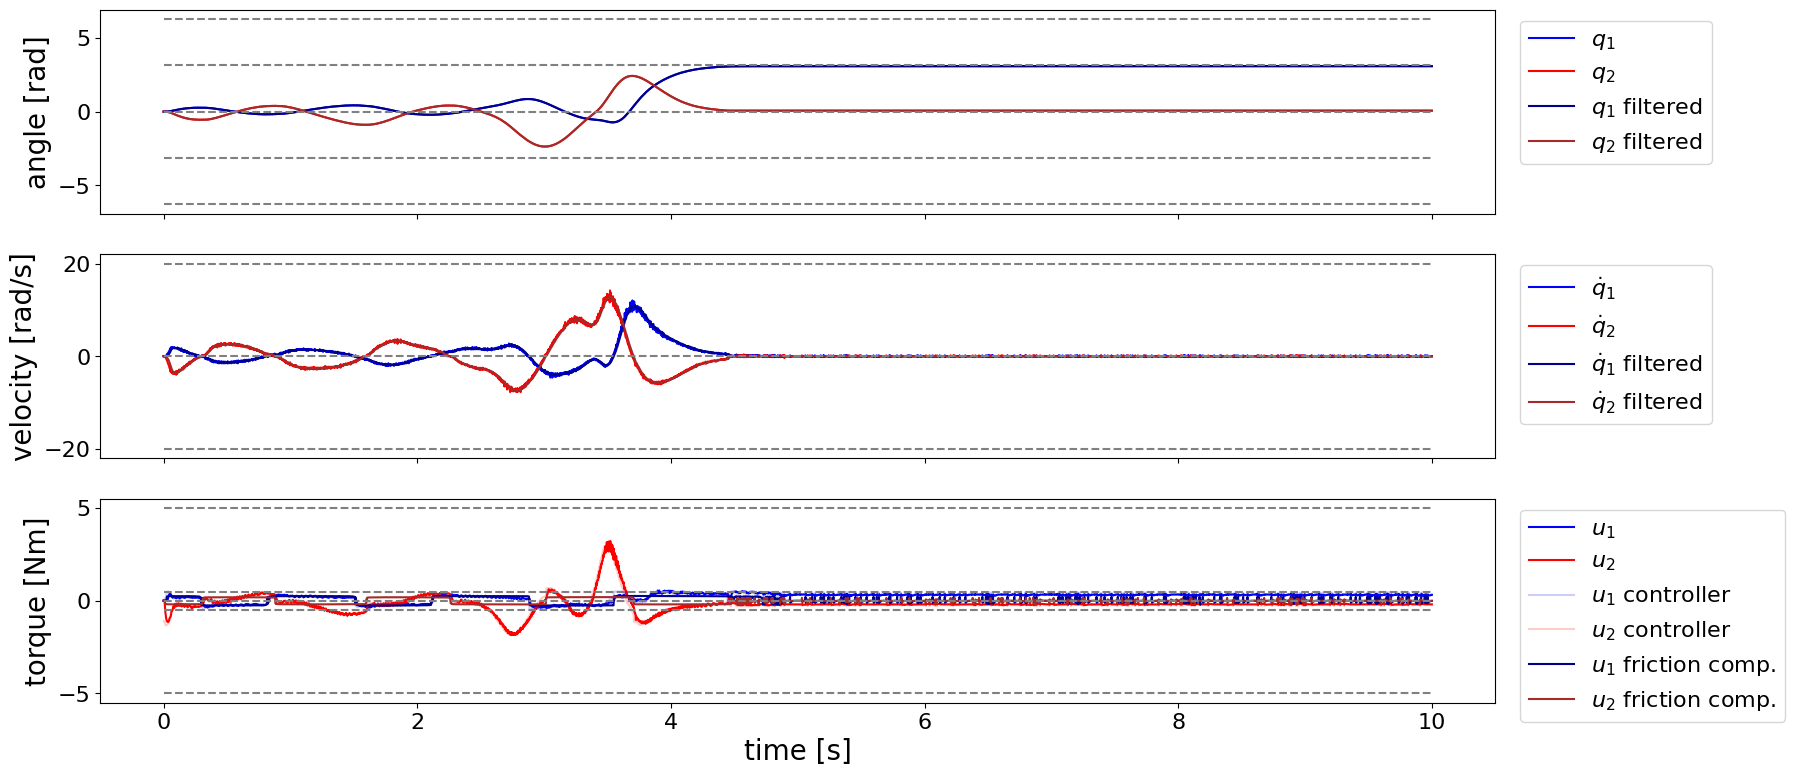 angle [rad]
5
0
−5
q₁
q₂
q₁ filtered
q₂ filtered
velocity [rad/s]
20
0
−20
q̇₁
q̇₂
q̇₁ filtered
q̇₂ filtered
torque [Nm]
5
0
−5
u₁
u₂
u₁ controller
u₂ controller
u₁ friction comp.
u₂ friction comp.
0 2 4 6 8 10
time [s]